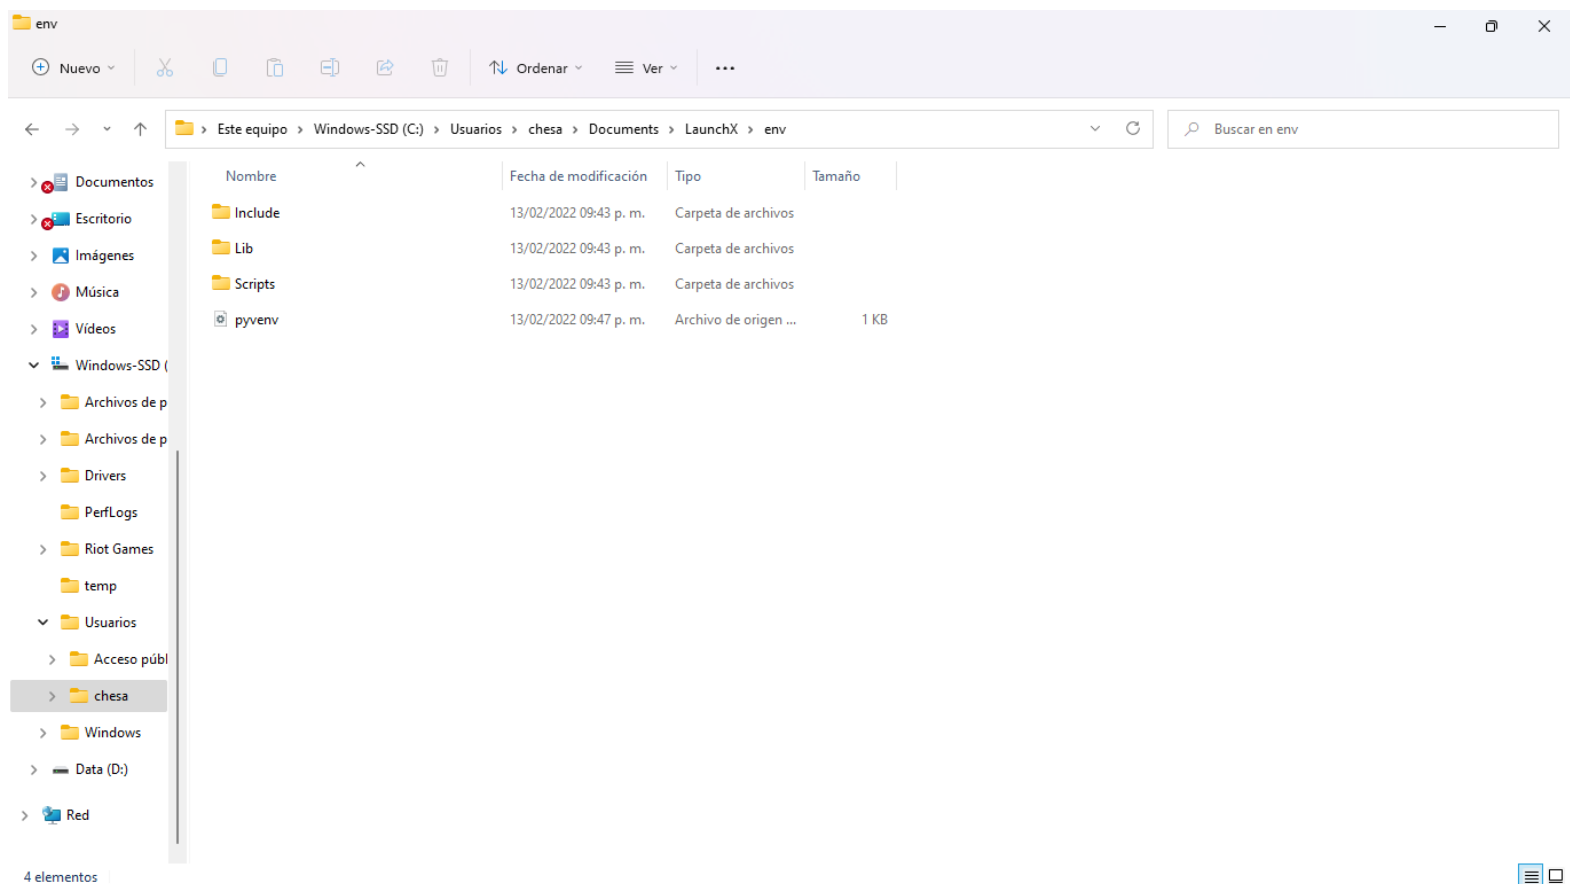 env
Nuevo Ordenar Ver
Este equipo Windows-SSD (C:) Usuarios chesa Documents LaunchX env
Buscar en env
Nombre Fecha de modificación Tipo Tamaño
Include 13/02/2022 09:43 p. m. Carpeta de archivos
Lib 13/02/2022 09:43 p. m. Carpeta de archivos
Scripts 13/02/2022 09:43 p. m. Carpeta de archivos
pyvenv 13/02/2022 09:47 p. m. Archivo de origen ... 1 KB
Documentos
Escritorio
Imágenes
Música
Vídeos
Windows-SSD (
Archivos de p
Archivos de p
Drivers
PerfLogs
Riot Games
temp
Usuarios
Acceso públ
chesa
Windows
Data (D:)
Red
4 elementos